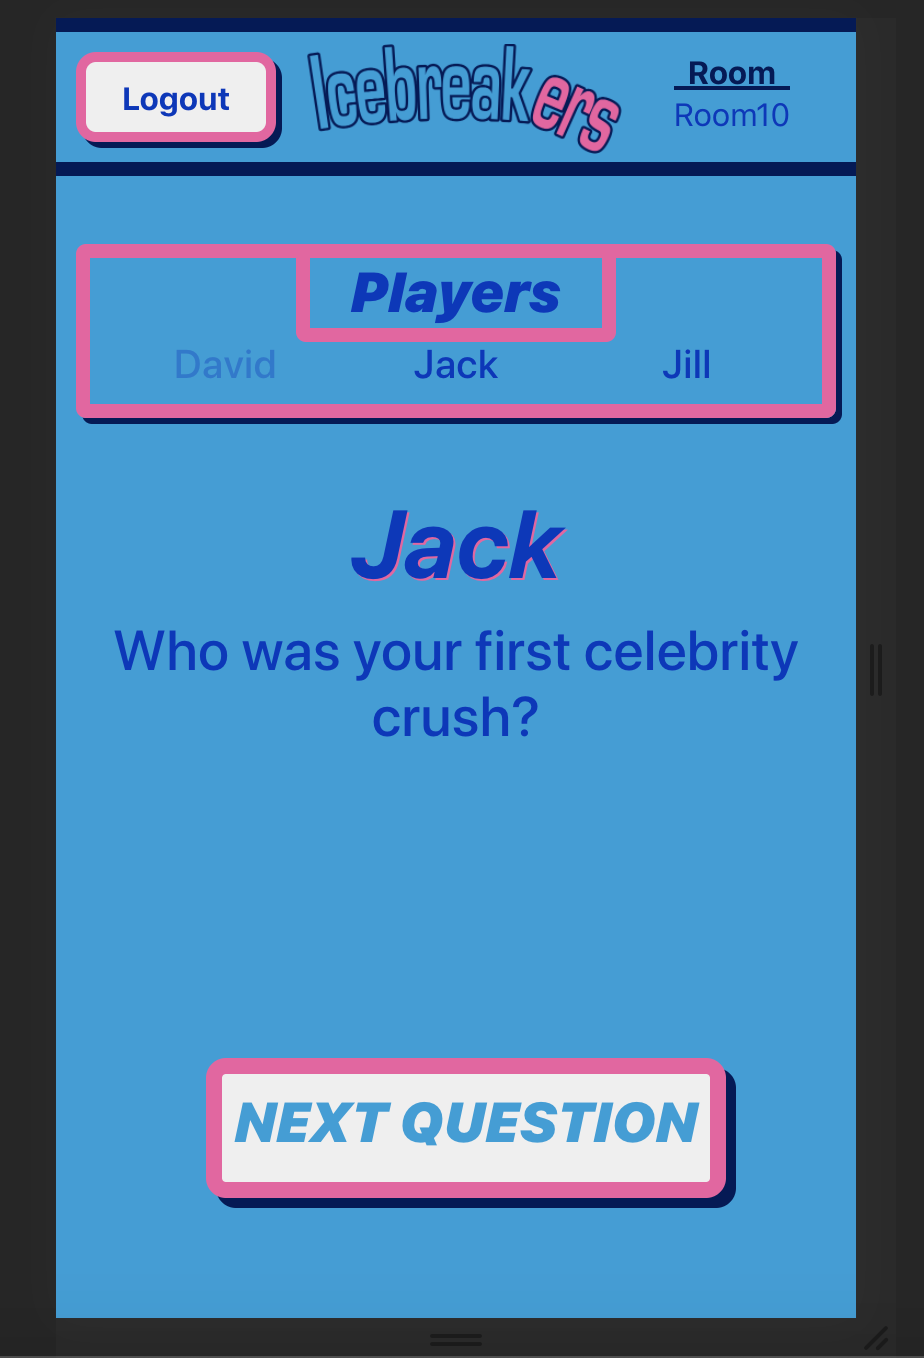 Logout
Icebreakers
Room
Room10
Players
David Jack Jill
Jack
Who was your first celebrity
crush?
NEXT QUESTION